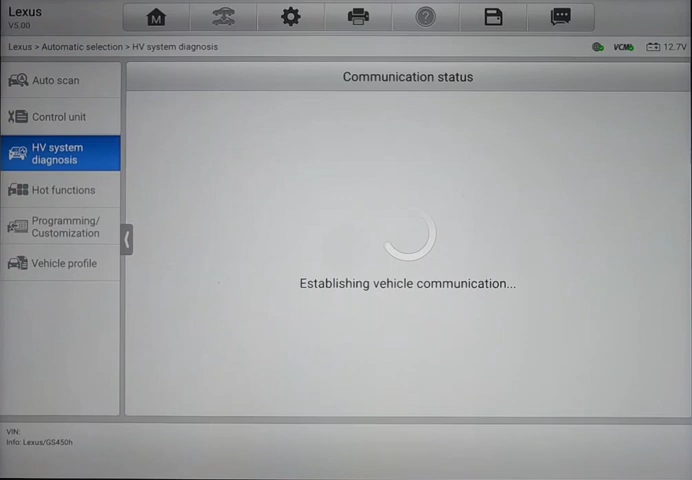 Lexus
V5.00
M
?
Lexus > Automatic selection > HV system diagnosis
VCMI
12.7V
Auto scan
Control unit
HV system
diagnosis
Hot functions
Programming/
Customization
Vehicle profile
Communication status
Establishing vehicle communication...
VIN:
Info: Lexus/GS450h